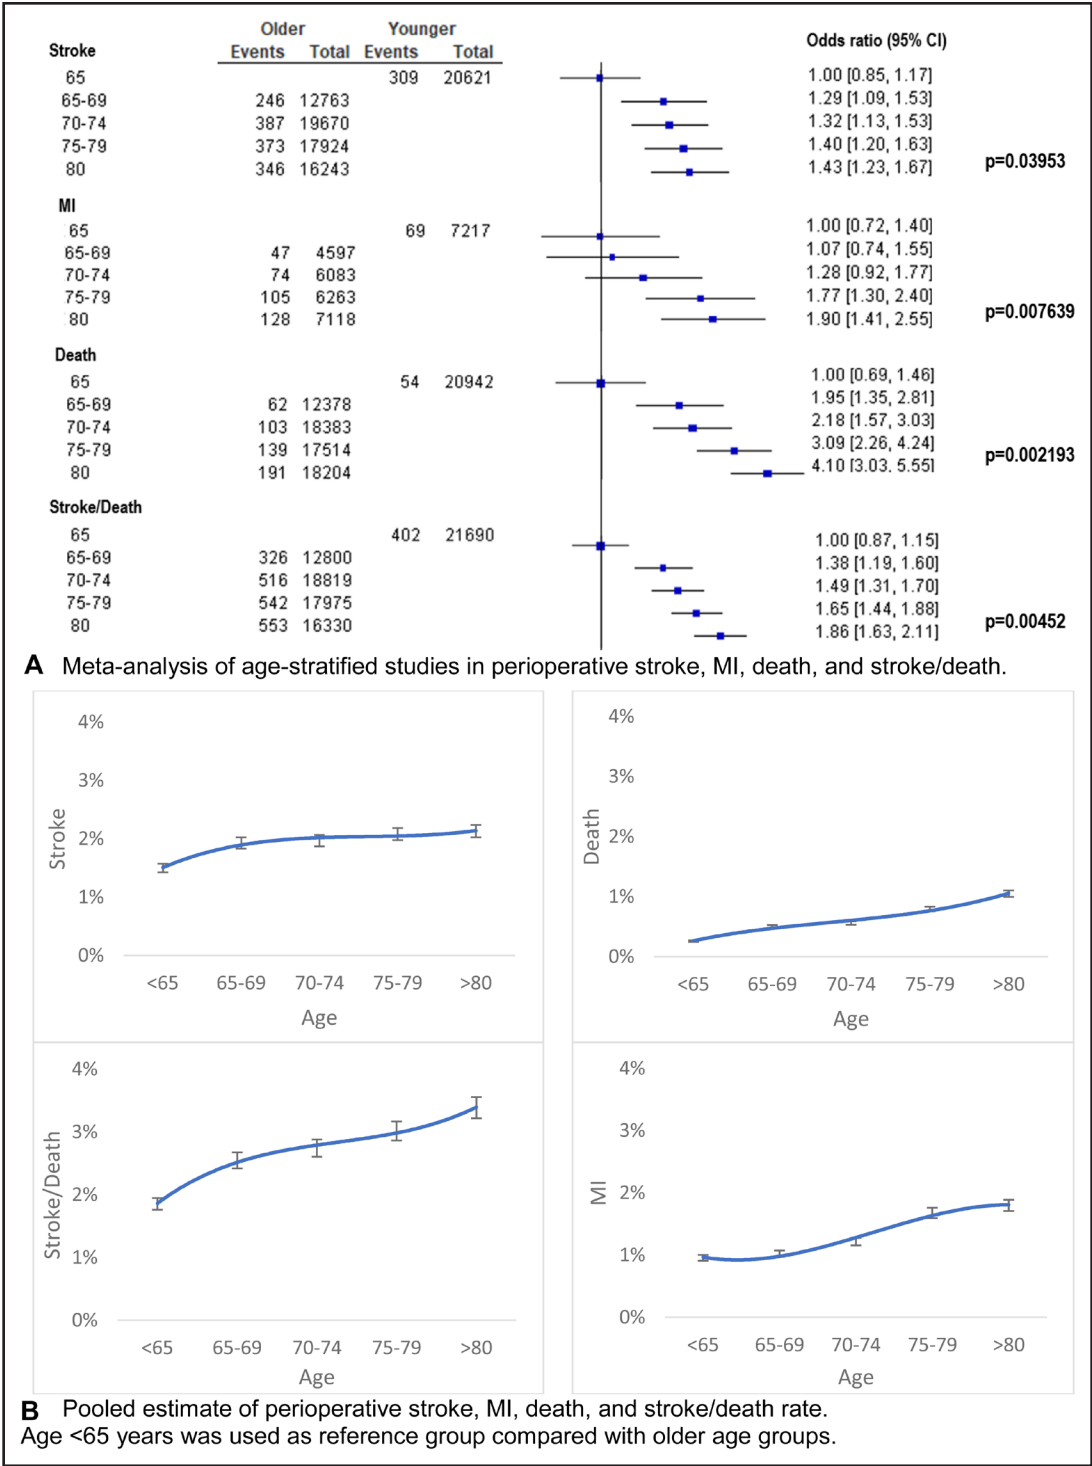 Older Younger
Stroke Events Total Events Total Odds ratio (95% CI)
65 309 20621 1.00 [0.85, 1.17]
65-69 246 12763 1.29 [1.09, 1.53]
70-74 387 19670 1.32 [1.13, 1.53]
75-79 373 17924 1.40 [1.20, 1.63]
80 346 16243 1.43 [1.23, 1.67] p=0.03953
MI
65 69 7217 1.00 [0.72, 1.40]
65-69 47 4597 1.07 [0.74, 1.55]
70-74 74 6083 1.28 [0.92, 1.77]
75-79 105 6263 1.77 [1.30, 2.40]
80 128 7118 1.90 [1.41, 2.55] p=0.007639
Death
65 54 20942 1.00 [0.69, 1.46]
65-69 62 12378 1.95 [1.35, 2.81]
70-74 103 18383 2.18 [1.57, 3.03]
75-79 139 17514 3.09 [2.26, 4.24]
80 191 18204 4.10 [3.03, 5.55] p=0.002193
Stroke/Death
65 402 21690 1.00 [0.87, 1.15]
65-69 326 12800 1.38 [1.19, 1.60]
70-74 516 18819 1.49 [1.31, 1.70]
75-79 542 17975 1.65 [1.44, 1.88]
80 553 16330 1.86 [1.63, 2.11] p=0.00452
A Meta-analysis of age-stratified studies in perioperative stroke, MI, death, and stroke/death.
4%
3%
2%
1%
0%
Stroke
<65 65-69 70-74 75-79 >80
Age
4%
3%
2%
1%
0%
Death
<65 65-69 70-74 75-79 >80
Age
4%
3%
2%
1%
0%
Stroke/Death
<65 65-69 70-74 75-79 >80
Age
4%
3%
2%
1%
0%
MI
<65 65-69 70-74 75-79 >80
Age
B Pooled estimate of perioperative stroke, MI, death, and stroke/death rate.
Age <65 years was used as reference group compared with older age groups.